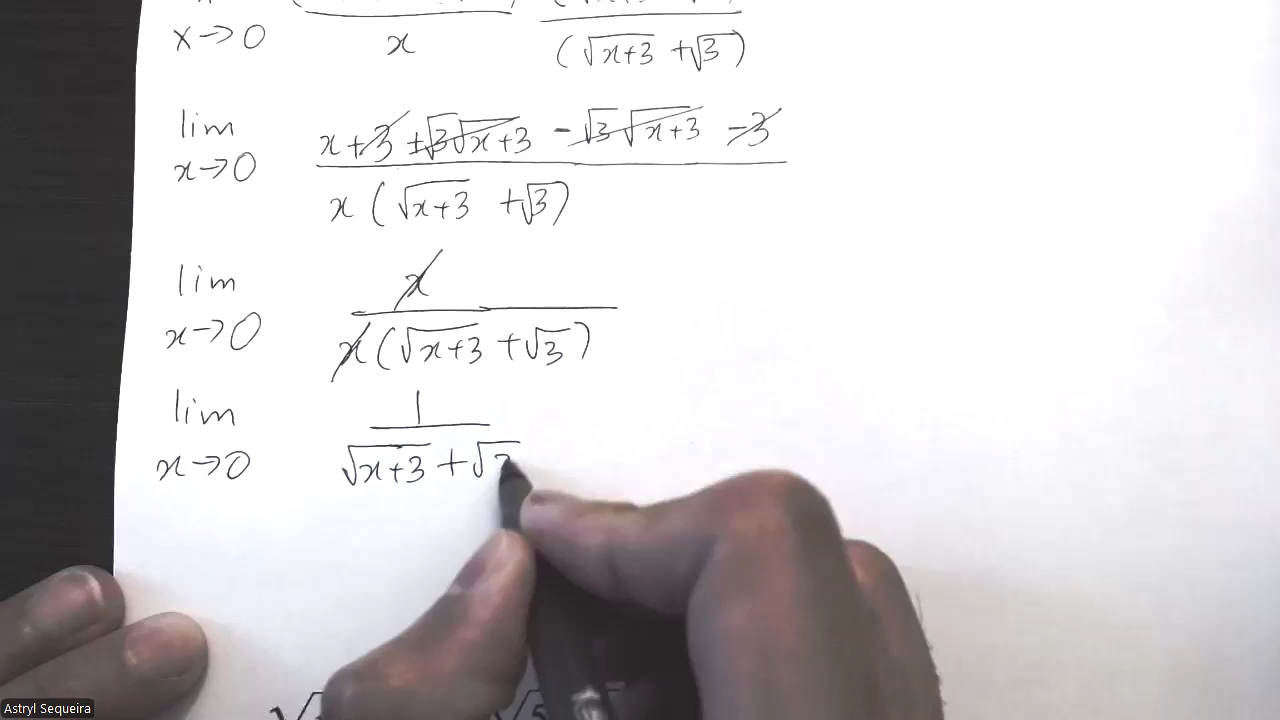 x→0 x (√x+3 +√3)
lim x+3 +√3√x+3 -√3√x+3 -3
x→0 x(√x+3 +√3)
lim x
x→0 x(√x+3 +√3)
lim 1
x→0 √x+3 +√
Astryl Sequeira